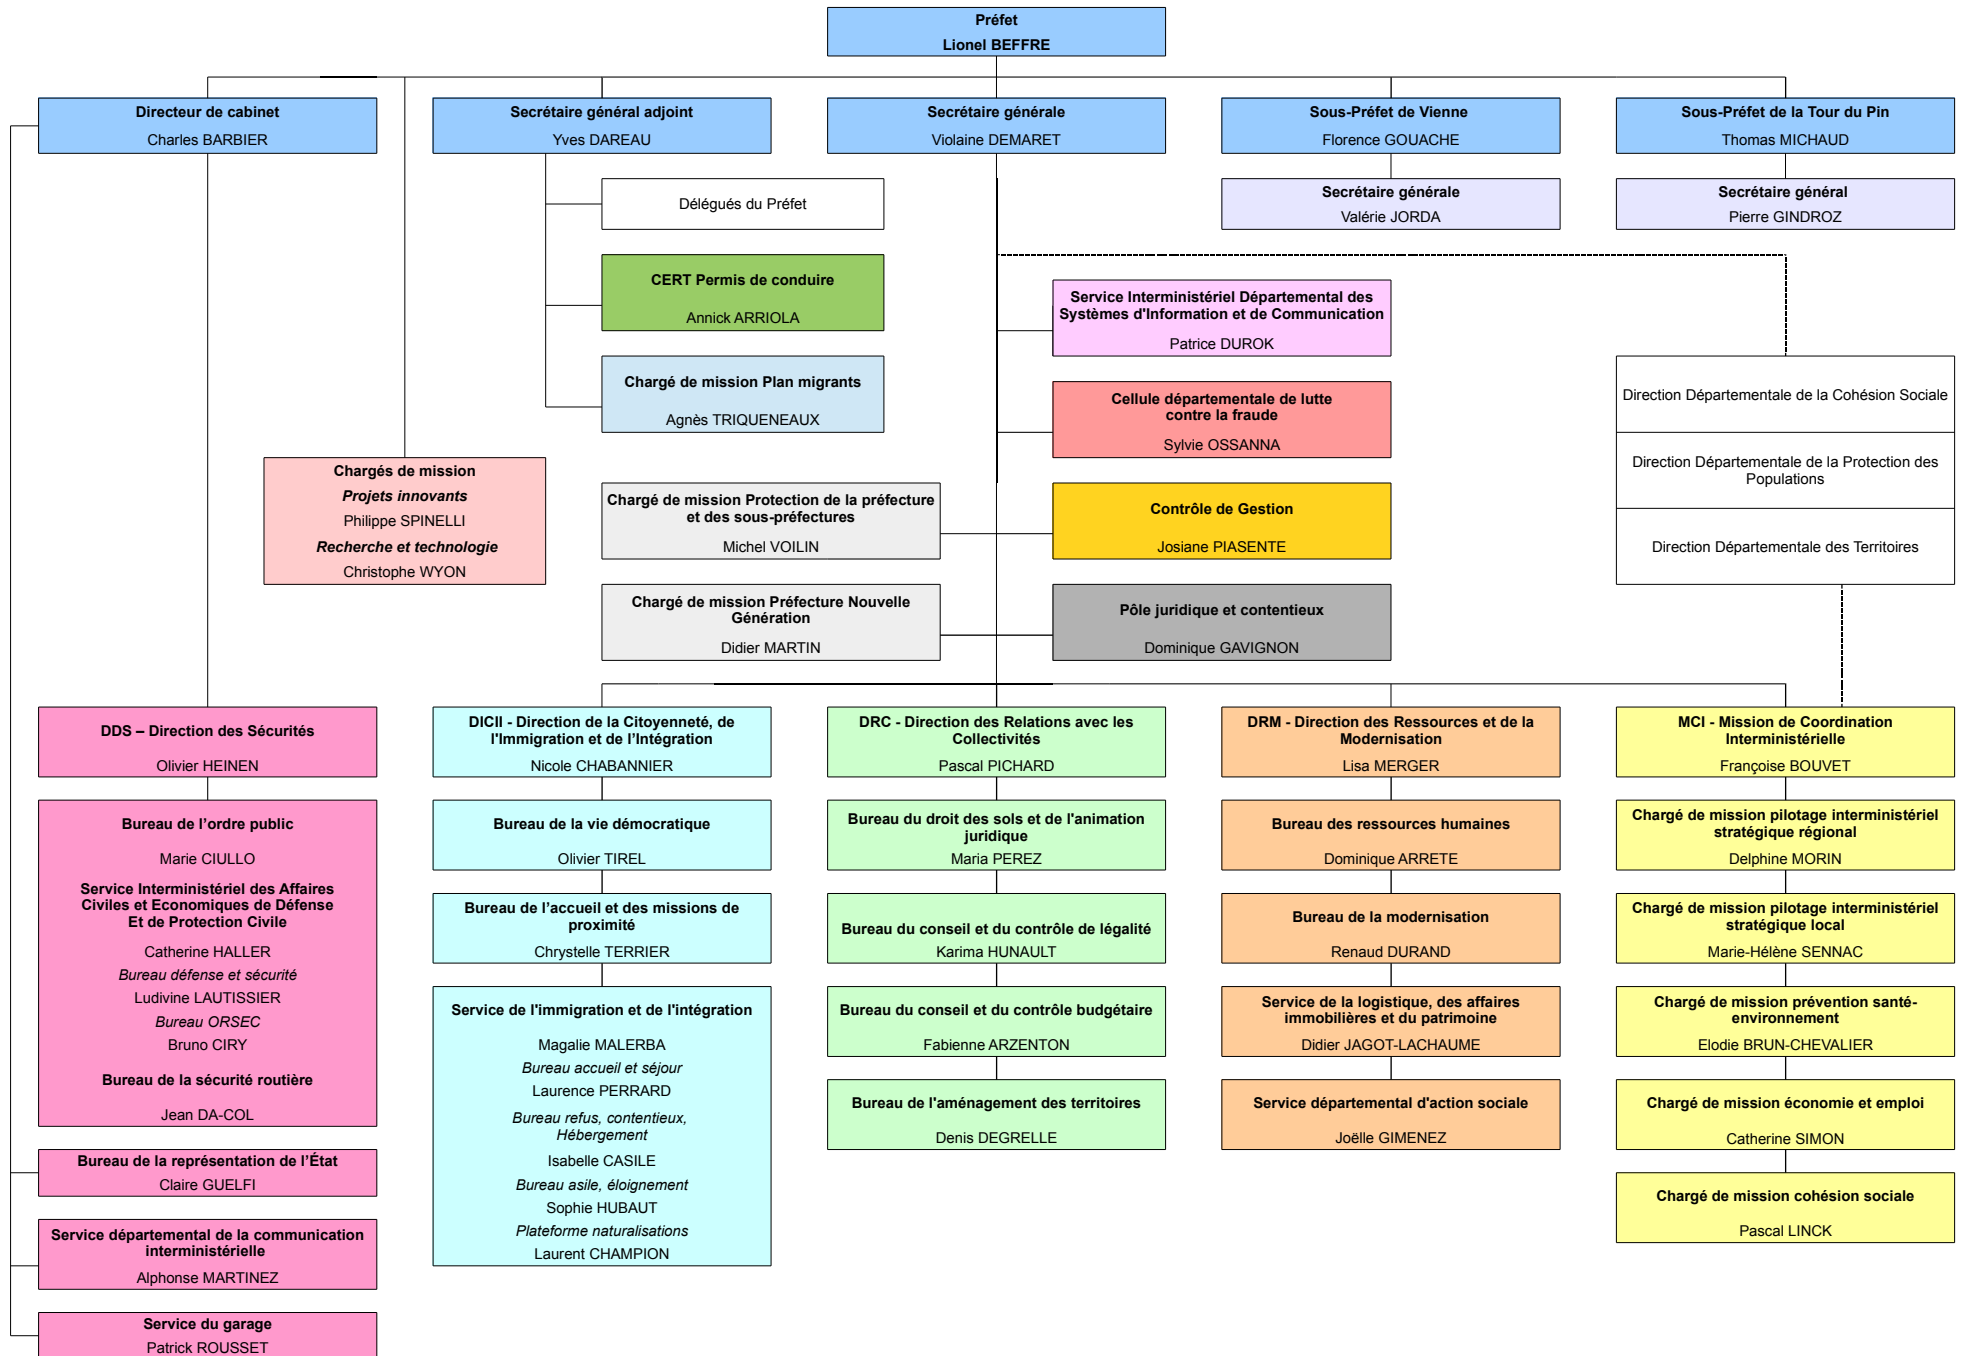 Préfet
Lionel BEFFRE
Directeur de cabinet
Charles BARBIER
Secrétaire général adjoint
Yves DAREAU
Secrétaire générale
Violaine DEMARET
Sous-Préfet de Vienne
Florence GOUACHE
Sous-Préfet de la Tour du Pin
Thomas MICHAUD
Délégués du Préfet
Secrétaire générale
Valérie JORDA
Secrétaire général
Pierre GINDROZ
CERT Permis de conduire
Annick ARRIOLA
Service Interministériel Départemental des
Systèmes d'Information et de Communication
Patrice DUROK
Chargé de mission Plan migrants
Agnès TRIQUENEAUX
Cellule départementale de lutte
contre la fraude
Sylvie OSSANNA
Direction Départementale de la Cohésion Sociale
Direction Départementale de la Protection des
Populations
Direction Départementale des Territoires
Chargés de mission
Projets innovants
Philippe SPINELLI
Recherche et technologie
Christophe WYON
Chargé de mission Protection de la préfecture
et des sous-préfectures
Michel VOILIN
Contrôle de Gestion
Josiane PIASENTE
Chargé de mission Préfecture Nouvelle
Génération
Didier MARTIN
Pôle juridique et contentieux
Dominique GAVIGNON
DDS – Direction des Sécurités
Olivier HEINEN
Bureau de l’ordre public
Marie CIULLO
Service Interministériel des Affaires
Civiles et Economiques de Défense
Et de Protection Civile
Catherine HALLER
Bureau défense et sécurité
Ludivine LAUTISSIER
Bureau ORSEC
Bruno CIRY
Bureau de la sécurité routière
Jean DA-COL
Bureau de la représentation de l’État
Claire GUELFI
Service départemental de la communication
interministérielle
Alphonse MARTINEZ
Service du garage
Patrick ROUSSET
DICII - Direction de la Citoyenneté, de
l'Immigration et de l’Intégration
Nicole CHABANNIER
Bureau de la vie démocratique
Olivier TIREL
Bureau de l’accueil et des missions de
proximité
Chrystelle TERRIER
Service de l'immigration et de l'intégration
Magalie MALERBA
Bureau accueil et séjour
Laurence PERRARD
Bureau refus, contentieux,
Hébergement
Isabelle CASILE
Bureau asile, éloignement
Sophie HUBAUT
Plateforme naturalisations
Laurent CHAMPION
DRC - Direction des Relations avec les
Collectivités
Pascal PICHARD
Bureau du droit des sols et de l'animation
juridique
Maria PEREZ
Bureau du conseil et du contrôle de légalité
Karima HUNAULT
Bureau du conseil et du contrôle budgétaire
Fabienne ARZENTON
Bureau de l'aménagement des territoires
Denis DEGRELLE
DRM - Direction des Ressources et de la
Modernisation
Lisa MERGER
Bureau des ressources humaines
Dominique ARRETE
Bureau de la modernisation
Renaud DURAND
Service de la logistique, des affaires
immobilières et du patrimoine
Didier JAGOT-LACHAUME
Service départemental d'action sociale
Joëlle GIMENEZ
MCI - Mission de Coordination
Interministérielle
Françoise BOUVET
Chargé de mission pilotage interministériel
stratégique régional
Delphine MORIN
Chargé de mission pilotage interministériel
stratégique local
Marie-Hélène SENNAC
Chargé de mission prévention santé-
environnement
Elodie BRUN-CHEVALIER
Chargé de mission économie et emploi
Catherine SIMON
Chargé de mission cohésion sociale
Pascal LINCK